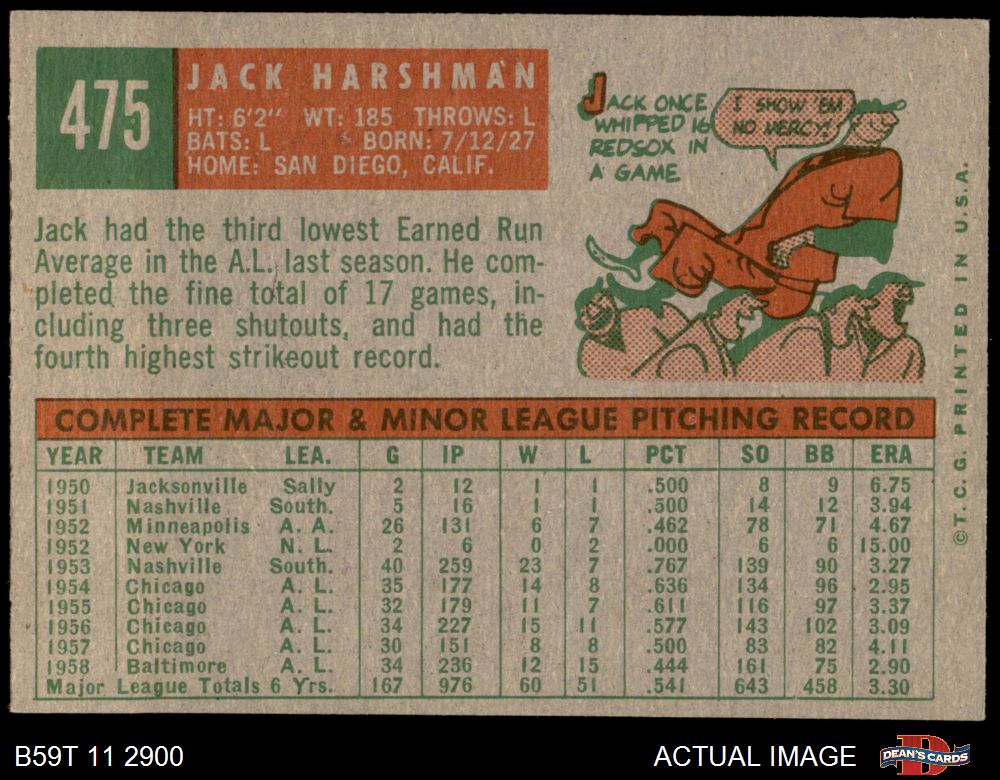 475
JACK HARSHMAN
HT: 6'2" WT: 185 THROWS: L
BATS: L BORN: 7/12/27
HOME: SAN DIEGO, CALIF.
JACK ONCE
WHIPPED 16
REDSOX IN
A GAME
I SHOW 'EM
NO MERCY!
Jack had the third lowest Earned Run
Average in the A.L. last season. He com-
pleted the fine total of 17 games, in-
cluding three shutouts, and had the
fourth highest strikeout record.
COMPLETE MAJOR & MINOR LEAGUE PITCHING RECORD
YEAR TEAM LEA. G IP W L PCT SO BB ERA
1950 Jacksonville Sally 2 12 1 1 .500 8 9 6.75
1951 Nashville South. 5 16 1 1 .500 14 12 3.94
1952 Minneapolis A. A. 26 131 6 7 .462 78 71 4.67
1952 New York N. L. 2 6 0 2 .000 6 6 15.00
1953 Nashville South. 40 259 23 7 .767 139 90 3.27
1954 Chicago A. L. 35 177 14 8 .636 134 96 2.95
1955 Chicago A. L. 32 179 11 7 .611 116 97 3.37
1956 Chicago A. L. 34 227 15 11 .577 143 102 3.09
1957 Chicago A. L. 30 151 8 8 .500 83 82 4.11
1958 Baltimore A. L. 34 236 12 15 .444 161 75 2.90
Major League Totals 6 Yrs. 167 976 60 51 .541 643 458 3.30
©T. C. G. PRINTED IN U.S.A.
B59T 11 2900
ACTUAL IMAGE
D
DEAN'S CARDS